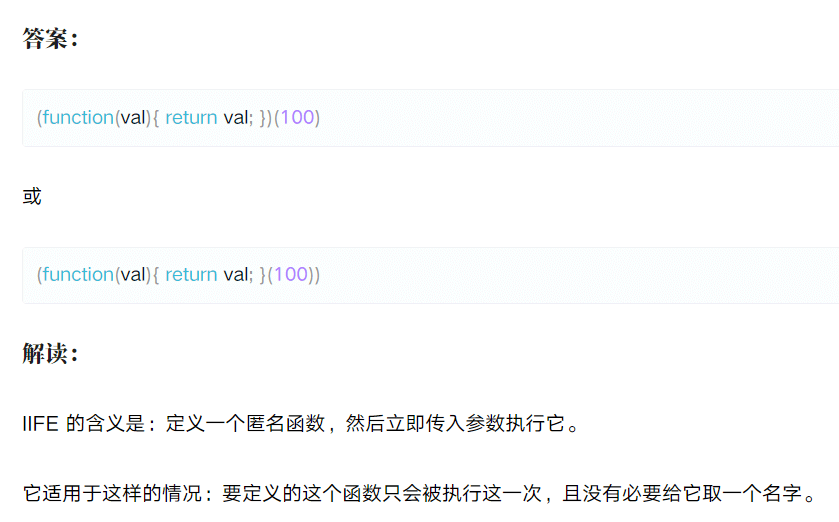 答案：
(function(val){ return val; })(100)
或
(function(val){ return val; }(100))
解读：
IIFE 的含义是：定义一个匿名函数，然后立即传入参数执行它。
它适用于这样的情况：要定义的这个函数只会被执行这一次，且没有必要给它取一个名字。